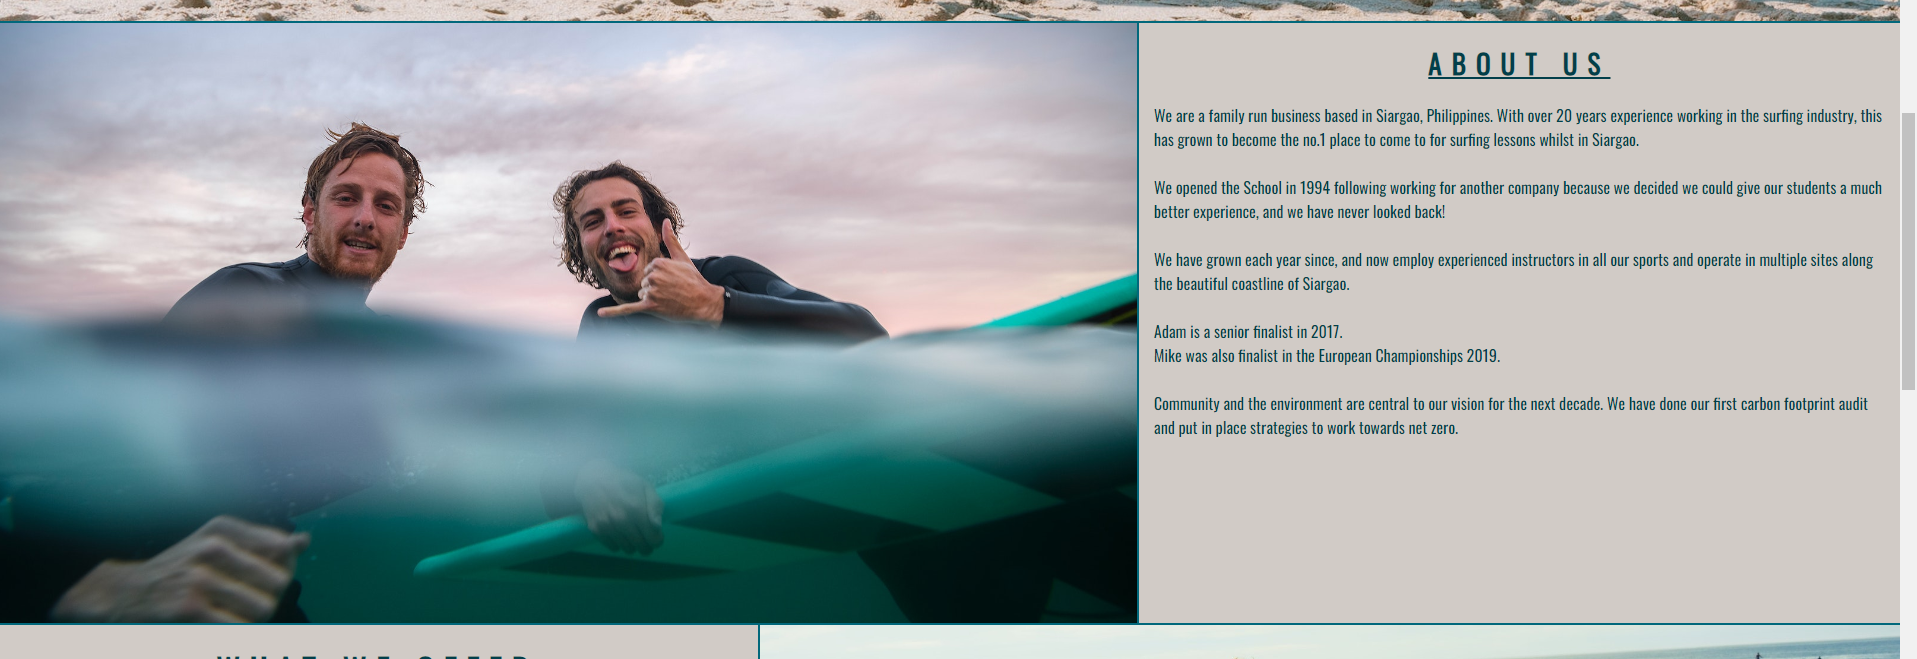 ABOUT US
We are a family run business based in Siargao, Philippines. With over 20 years experience working in the surfing industry, this
has grown to become the no.1 place to come to for surfing lessons whilst in Siargao.
We opened the School in 1994 following working for another company because we decided we could give our students a much
better experience, and we have never looked back!
We have grown each year since, and now employ experienced instructors in all our sports and operate in multiple sites along
the beautiful coastline of Siargao.
Adam is a senior finalist in 2017.
Mike was also finalist in the European Championships 2019.
Community and the environment are central to our vision for the next decade. We have done our first carbon footprint audit
and put in place strategies to work towards net zero.
WHAT WE OFFER